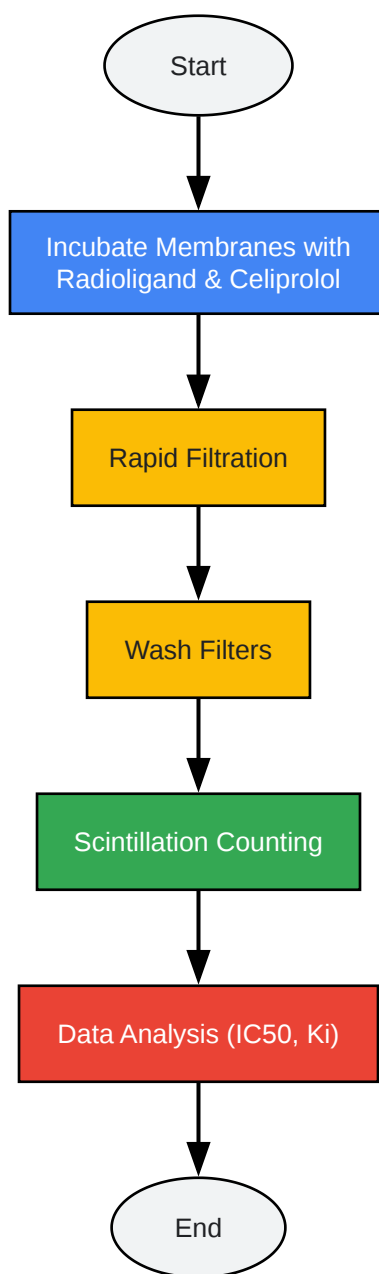 Start
Incubate Membranes with
Radioligand & Celiprolol
Rapid Filtration
Wash Filters
Scintillation Counting
Data Analysis (IC50, Ki)
End